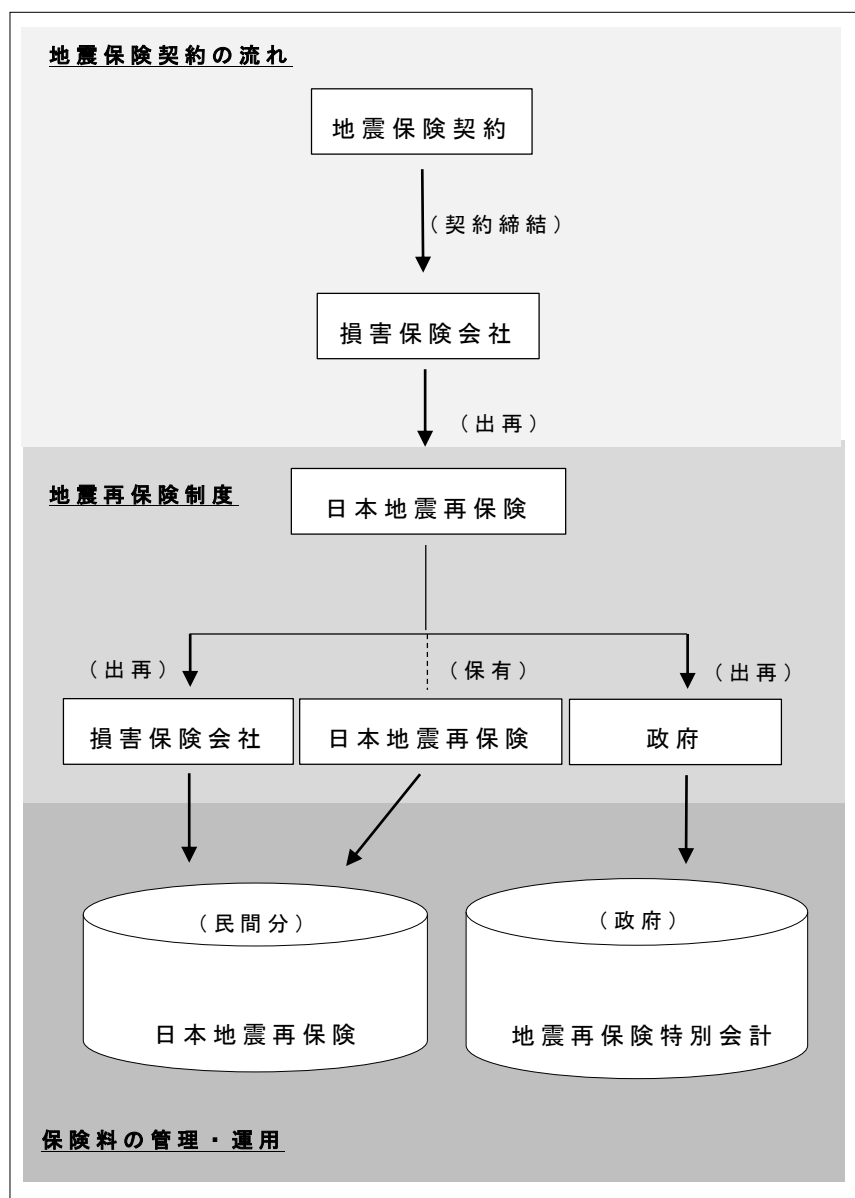 地震保険契約の流れ
地震保険契約
（契約締結）
損害保険会社
（出再）
地震再保険制度
日本地震再保険
（出再）
（保有）
（出再）
損害保険会社
日本地震再保険
政府
（民間分）
（政府）
日本地震再保険
地震再保険特別会計
保険料の管理・運用